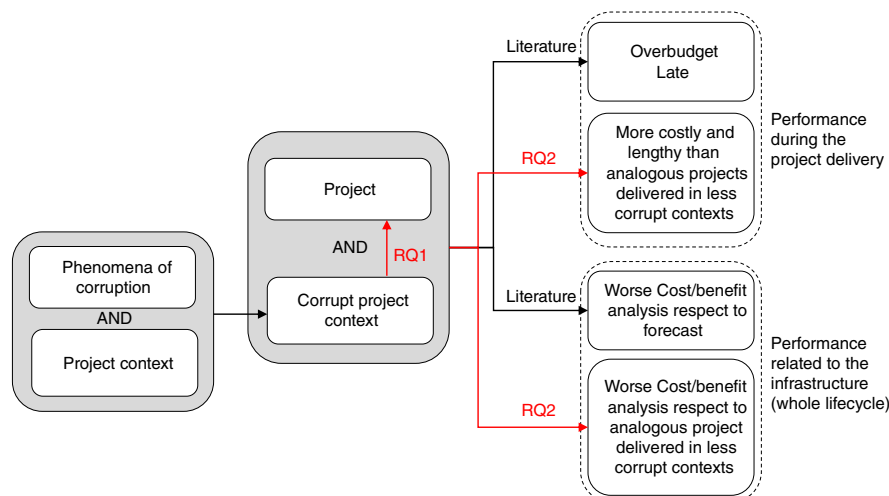 Phenomena of
corruption
AND
Project context
Project
AND
RQ1
Corrupt project
context
Literature
Overbudget
Late
RQ2
More costly and
lengthy than
analogous projects
delivered in less
corrupt contexts
Performance
during the
project delivery
Literature
Worse Cost/benefit
analysis respect to
forecast
RQ2
Worse Cost/benefit
analysis respect to
analogous project
delivered in less
corrupt contexts
Performance
related to the
infrastructure
(whole lifecycle)